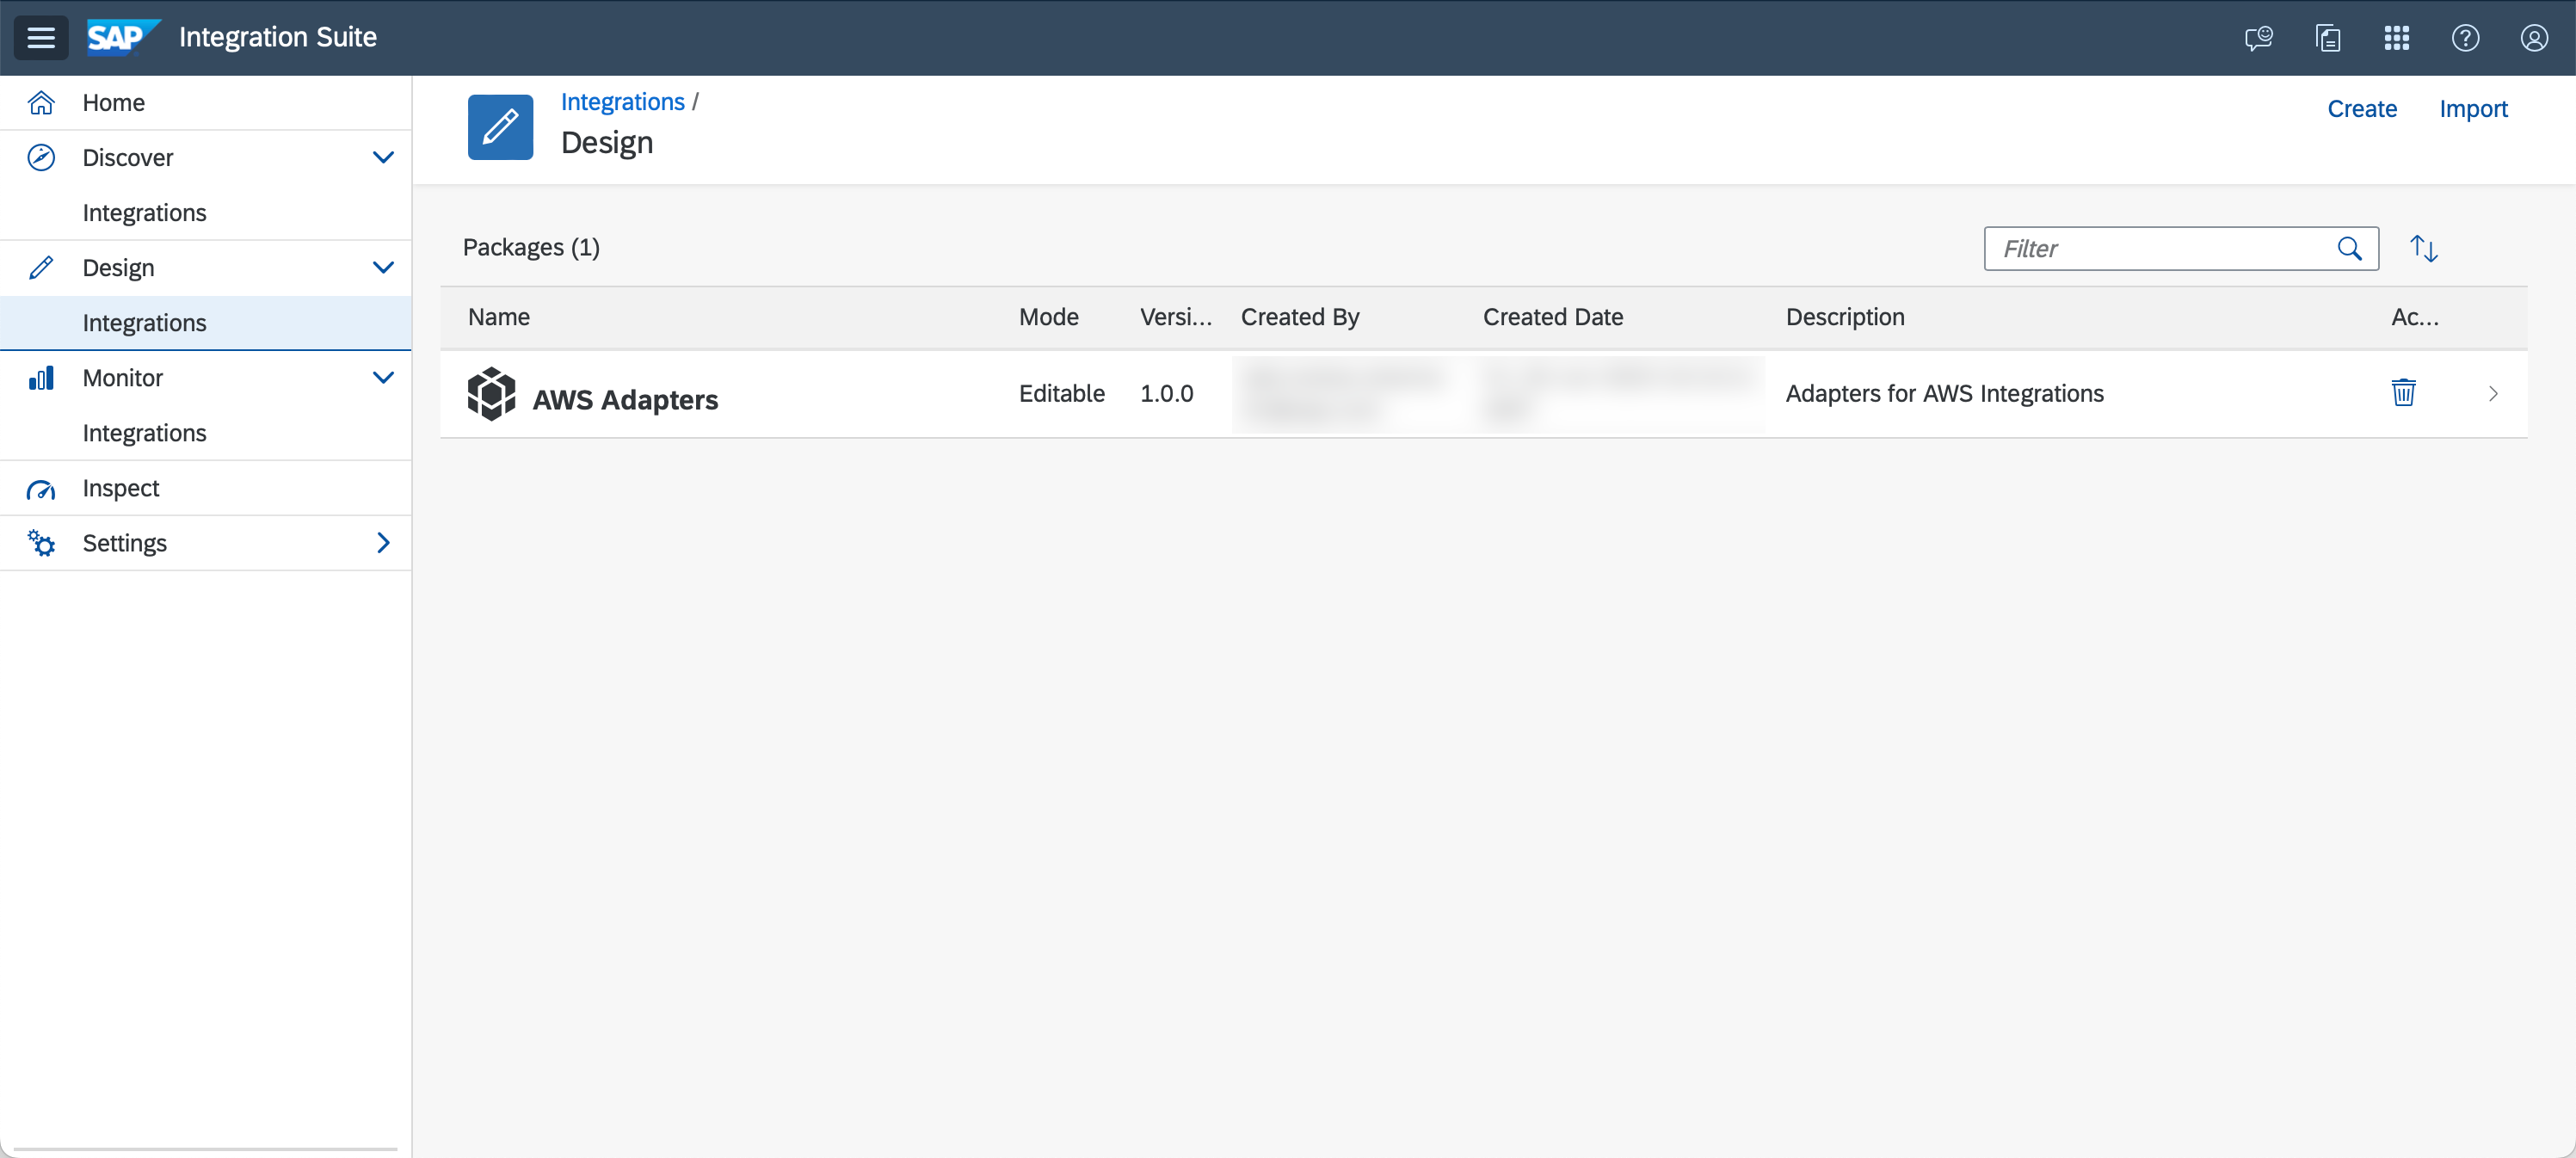 SAP Integration Suite
Home
Discover
Integrations
Design
Integrations
Monitor
Integrations
Inspect
Settings
Integrations /
Design
Create Import
Packages (1)
Filter
Name Mode Versi... Created By Created Date Description Ac...
AWS Adapters Editable 1.0.0 Adapters for AWS Integrations